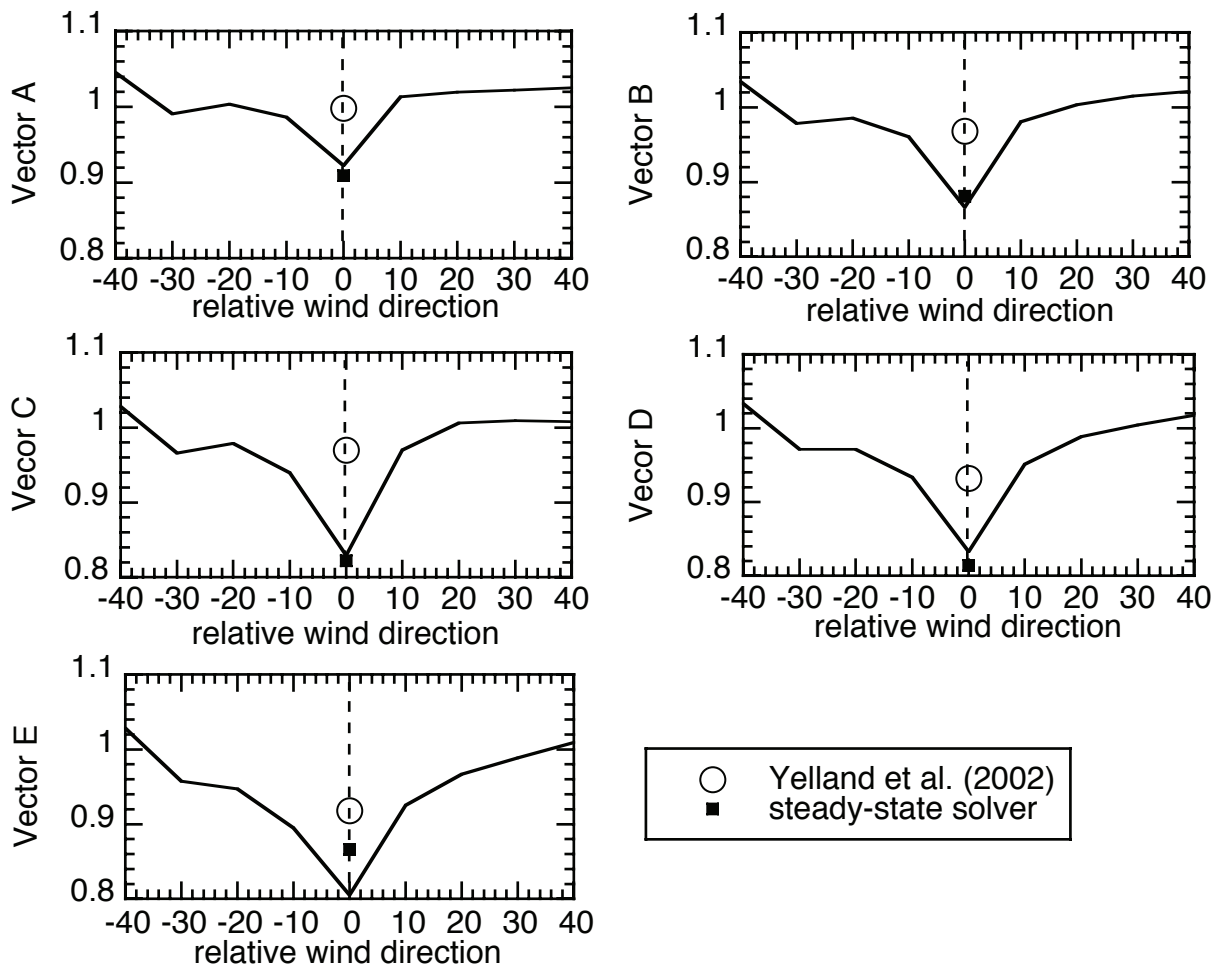 Vector A
1.1
1
0.9
0.8
-40 -30 -20 -10 0 10 20 30 40
relative wind direction
Vector B
1.1
1
0.9
0.8
-40 -30 -20 -10 0 10 20 30 40
relative wind direction
Vecor C
1.1
1
0.9
0.8
-40 -30 -20 -10 0 10 20 30 40
relative wind direction
Vecor D
1.1
1
0.9
0.8
-40 -30 -20 -10 0 10 20 30 40
relative wind direction
Vector E
1.1
1
0.9
0.8
-40 -30 -20 -10 0 10 20 30 40
relative wind direction
Yelland et al. (2002)
steady-state solver